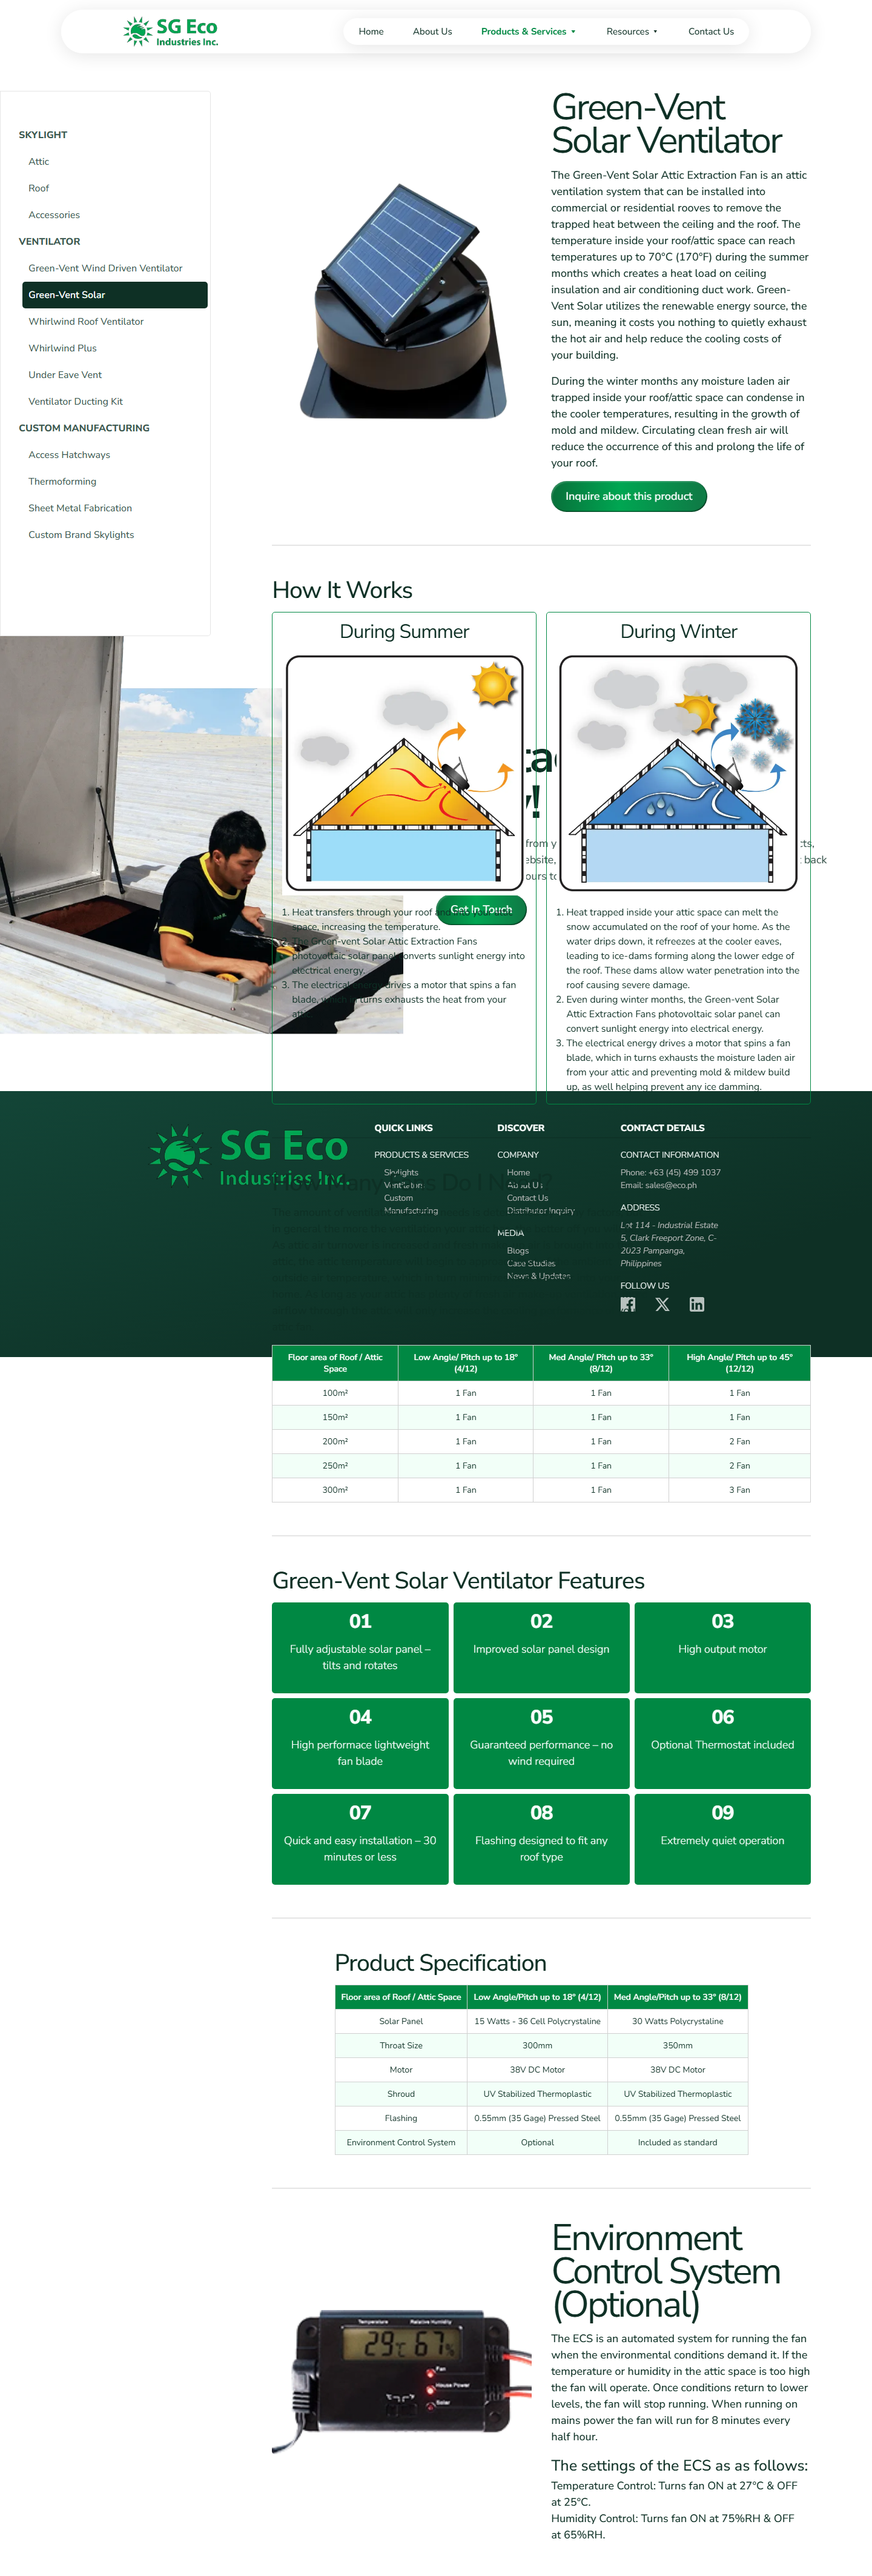 SG Eco
Industries Inc.
Home
About Us
Products & Services
Resources
Contact Us
SKYLIGHT
Attic
Roof
Accessories
VENTILATOR
Green-Vent Wind Driven Ventilator
Green-Vent Solar
Whirlwind Roof Ventilator
Whirlwind Plus
Under Eave Vent
Ventilator Ducting Kit
CUSTOM MANUFACTURING
Access Hatchways
Thermoforming
Sheet Metal Fabrication
Custom Brand Skylights
Green-Vent
Solar Ventilator
The Green-Vent Solar Attic Extraction Fan is an attic
ventilation system that can be installed into
commercial or residential rooves to remove the
trapped heat between the ceiling and the roof. The
temperature inside your roof/attic space can reach
temperatures up to 70°C (170°F) during the summer
months which creates a heat load on ceiling
insulation and air conditioning duct work. Green-
Vent Solar utilizes the renewable energy source, the
sun, meaning it costs you nothing to quietly exhaust
the hot air and help reduce the cooling costs of
your building.
During the winter months any moisture laden air
trapped inside your roof/attic space can condense in
the cooler temperatures, resulting in the growth of
mold and mildew. Circulating clean fresh air will
reduce the occurrence of this and prolong the life of
your roof.
Inquire about this product
How It Works
During Summer
During Winter
back
Get In Touch
1. Heat transfers through your roof
space, increasing the temperature.
The Green-vent Solar Attic Extraction Fans
photovoltaic solar panel converts sunlight energy into
electrical energy.
3. The electrical energy drives a motor that spins a fan
blade, which in turns exhausts the heat from your
1. Heat trapped inside your attic space can melt the
snow accumulated on the roof of your home. As the
water drips down, it refreezes at the cooler eaves,
leading to ice-dams forming along the lower edge of
the roof. These dams allow water penetration into the
roof causing severe damage.
2. Even during winter months, the Green-vent Solar
Attic Extraction Fans photovoltaic solar panel can
convert sunlight energy into electrical energy.
3. The electrical energy drives a motor that spins a fan
blade, which in turns exhausts the moisture laden air
from your attic and preventing mold & mildew build
up, as well helping prevent any ice damming.
SG Eco
Industries Inc.
QUICK LINKS
PRODUCTS & SERVICES
Skylights
Ventilation
Custom
Manufacturing
DISCOVER
COMPANY
Home
About Us
Contact Us
Distributor Inquiry
MEDIA
Blogs
Case Studies
News & Updates
CONTACT DETAILS
CONTACT INFORMATION
Phone: +63 (45) 499 1037
Email: sales@eco.ph
ADDRESS
Lot 114 - Industrial Estate
5, Clark Freeport Zone, C-
2023 Pampanga,
Philippines
FOLLOW US
How Many Fans Do I Need?
Floor area of Roof / Attic Space
Low Angle/ Pitch up to 18° (4/12)
Med Angle/ Pitch up to 33° (8/12)
High Angle/ Pitch up to 45° (12/12)
100m² 1 Fan 1 Fan 1 Fan
150m² 1 Fan 1 Fan 1 Fan
200m² 1 Fan 1 Fan 2 Fan
250m² 1 Fan 1 Fan 2 Fan
300m² 1 Fan 1 Fan 3 Fan
Green-Vent Solar Ventilator Features
01
Fully adjustable solar panel –
tilts and rotates
02
Improved solar panel design
03
High output motor
04
High performace lightweight
fan blade
05
Guaranteed performance – no
wind required
06
Optional Thermostat included
07
Quick and easy installation – 30
minutes or less
08
Flashing designed to fit any
roof type
09
Extremely quiet operation
Product Specification
Floor area of Roof / Attic Space Low Angle/Pitch up to 18° (4/12) Med Angle/Pitch up to 33° (8/12)
Solar Panel 15 Watts - 36 Cell Polycrystaline 30 Watts Polycrystaline
Throat Size 300mm 350mm
Motor 38V DC Motor 38V DC Motor
Shroud UV Stabilized Thermoplastic UV Stabilized Thermoplastic
Flashing 0.55mm (35 Gage) Pressed Steel 0.55mm (35 Gage) Pressed Steel
Environment Control System Optional Included as standard
Temperature Relative Humidity
29°C 67%
Fan
House Power
Solar
Environment
Control System
(Optional)
The ECS is an automated system for running the fan
when the environmental conditions demand it. If the
temperature or humidity in the attic space is too high
the fan will operate. Once conditions return to lower
levels, the fan will stop running. When running on
mains power the fan will run for 8 minutes every
half hour.
The settings of the ECS as as follows:
Temperature Control: Turns fan ON at 27°C & OFF
at 25°C.
Humidity Control: Turns fan ON at 75%RH & OFF
at 65%RH.